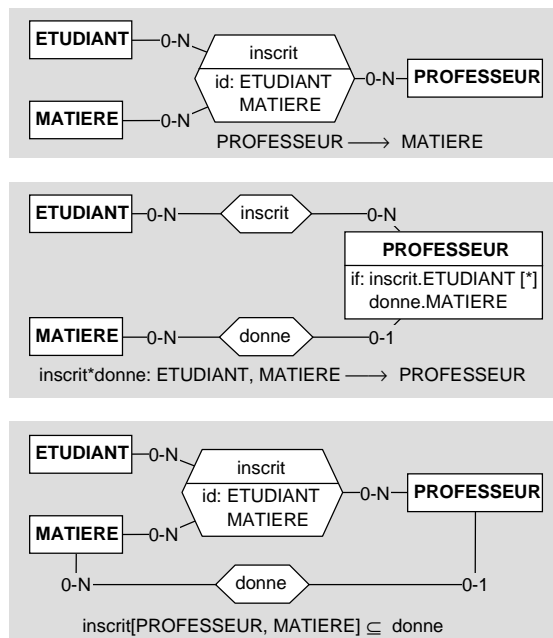 ETUDIANT 0-N
inscrit
id: ETUDIANT
MATIERE
0-N PROFESSEUR
MATIERE 0-N
PROFESSEUR ⟶ MATIERE
ETUDIANT 0-N inscrit 0-N
PROFESSEUR
if: inscrit.ETUDIANT [*]
donne.MATIERE
MATIERE 0-N donne 0-1
inscrit*donne: ETUDIANT, MATIERE ⟶ PROFESSEUR
ETUDIANT 0-N
inscrit
id: ETUDIANT
MATIERE
0-N PROFESSEUR
MATIERE 0-N
0-N donne 0-1
inscrit[PROFESSEUR, MATIERE] ⊆ donne